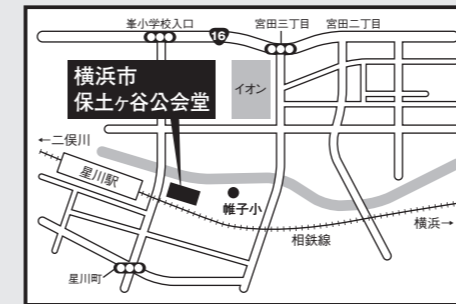 峯小学校入口
16
宮田三丁目
宮田二丁目
横浜市
保土ヶ谷公会堂
イオン
←二俣川
星川駅
帷子小
横浜→
相鉄線
星川町